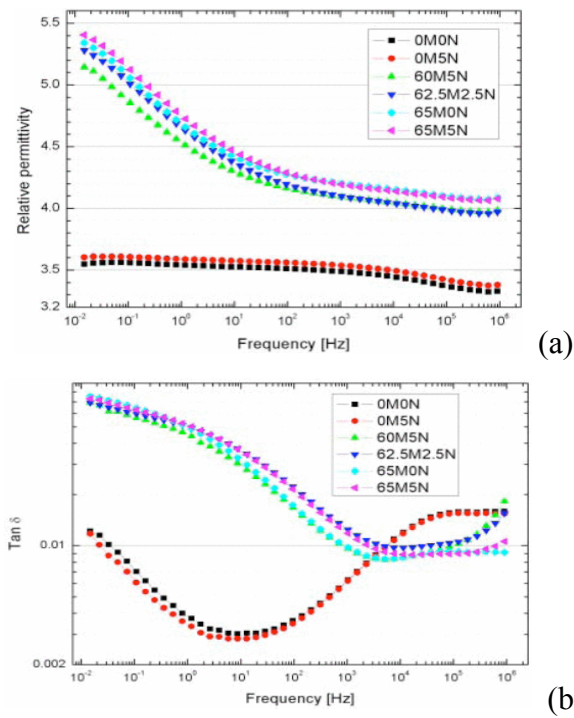 5.5
5.0
4.5
4.0
3.5
3.2
Relative permittivity
0M0N
0M5N
60M5N
62.5M2.5N
65M0N
65M5N
10-2 10-1 100 101 102 103 104 105 106
Frequency [Hz]
(a)
0.01
0.002
Tan δ
0M0N
0M5N
60M5N
62.5M2.5N
65M0N
65M5N
10-2 10-1 100 101 102 103 104 105 106
Frequency [Hz]
(b